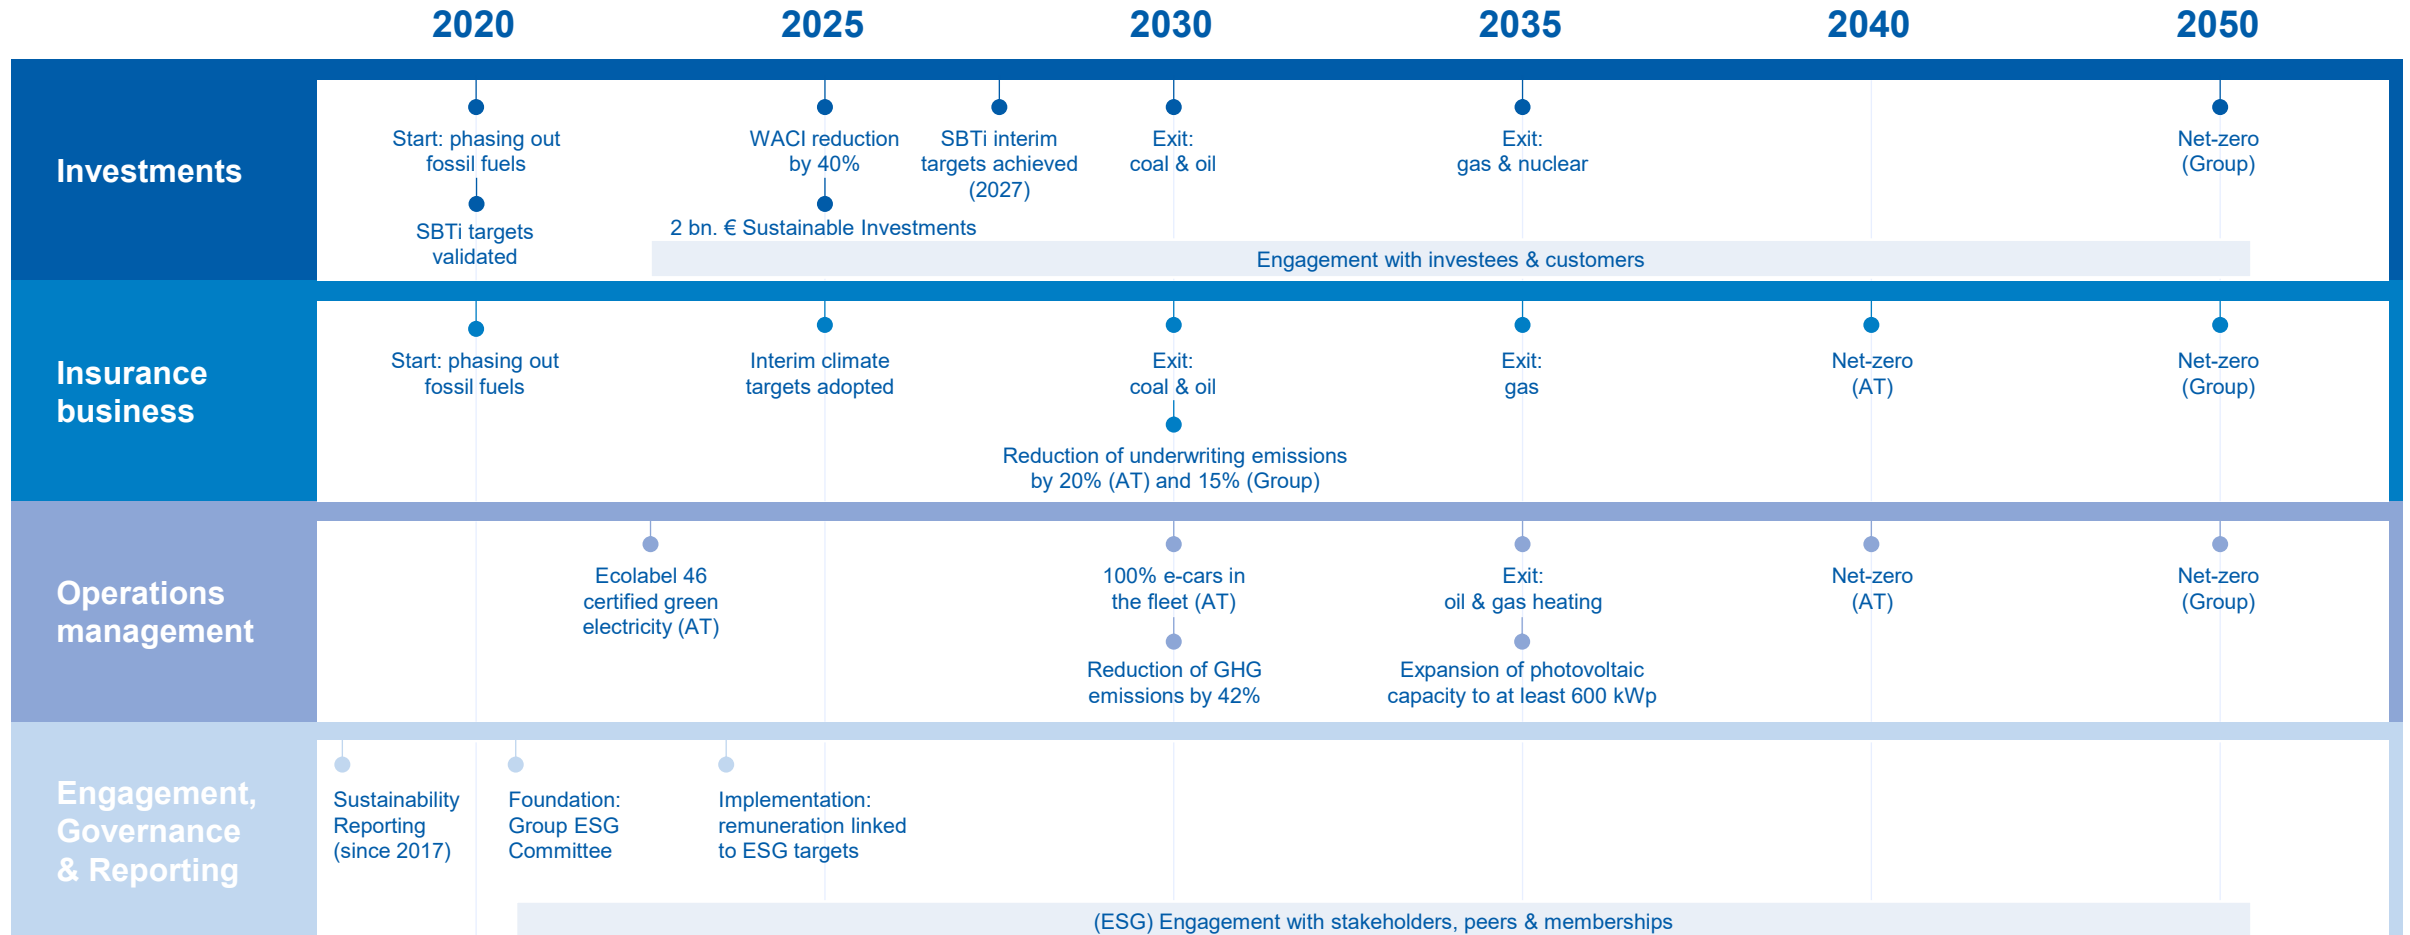 2020 2025 2030 2035 2040 2050
Investments
Start: phasing out
fossil fuels
SBTi targets
validated
WACI reduction
by 40%
2 bn. € Sustainable Investments
SBTi interim
targets achieved
(2027)
Exit:
coal & oil
Exit:
gas & nuclear
Net-zero
(Group)
Engagement with investees & customers
Insurance
business
Start: phasing out
fossil fuels
Interim climate
targets adopted
Exit:
coal & oil
Reduction of underwriting emissions
by 20% (AT) and 15% (Group)
Exit:
gas
Net-zero
(AT)
Net-zero
(Group)
Operations
management
Ecolabel 46
certified green
electricity (AT)
100% e-cars in
the fleet (AT)
Reduction of GHG
emissions by 42%
Exit:
oil & gas heating
Expansion of photovoltaic
capacity to at least 600 kWp
Net-zero
(AT)
Net-zero
(Group)
Engagement,
Governance
& Reporting
Sustainability
Reporting
(since 2017)
Foundation:
Group ESG
Committee
Implementation:
remuneration linked
to ESG targets
(ESG) Engagement with stakeholders, peers & memberships